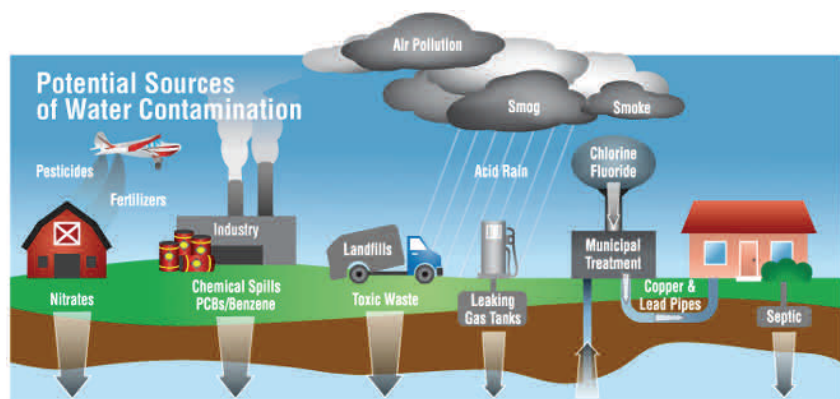 Air Pollution
Potential Sources
of Water Contamination
Smog
Smoke
Pesticides
Fertilizers
Acid Rain
Chlorine
Fluoride
Industry
Landfills
Municipal
Treatment
Nitrates
Chemical Spills
PCBs/Benzene
Toxic Waste
Leaking
Gas Tanks
Copper &
Lead Pipes
Septic